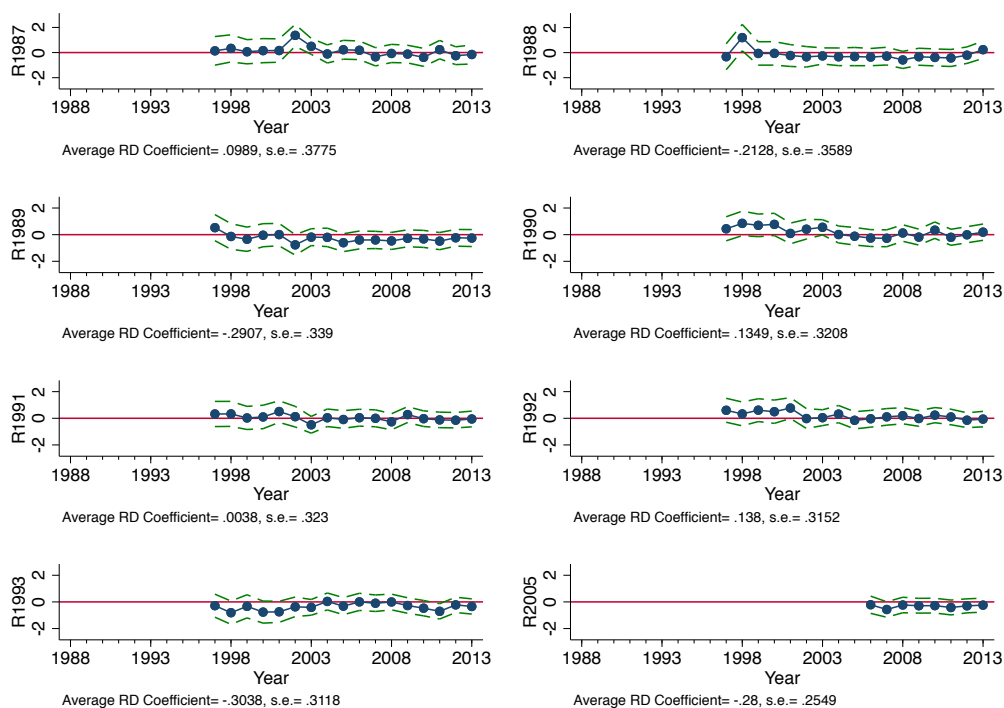 R1987
2
0
-2
1988 1993 1998 2003 2008 2013
Year
Average RD Coefficient= .0989, s.e.= .3775
R1988
2
0
-2
1988 1993 1998 2003 2008 2013
Year
Average RD Coefficient= -.2128, s.e.= .3589
R1989
2
0
-2
1988 1993 1998 2003 2008 2013
Year
Average RD Coefficient= -.2907, s.e.= .339
R1990
2
0
-2
1988 1993 1998 2003 2008 2013
Year
Average RD Coefficient= .1349, s.e.= .3208
R1991
2
0
-2
1988 1993 1998 2003 2008 2013
Year
Average RD Coefficient= .0038, s.e.= .323
R1992
2
0
-2
1988 1993 1998 2003 2008 2013
Year
Average RD Coefficient= .138, s.e.= .3152
R1993
2
0
-2
1988 1993 1998 2003 2008 2013
Year
Average RD Coefficient= -.3038, s.e.= .3118
R2005
2
0
-2
1988 1993 1998 2003 2008 2013
Year
Average RD Coefficient= -.28, s.e.= .2549